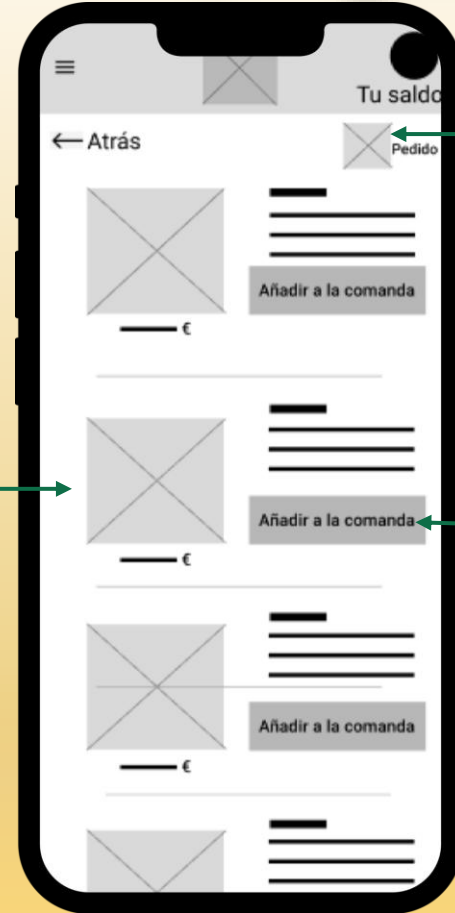 Tu saldo
Atrás
Pedido
Añadir a la comanda
€
Añadir a la comanda
€
Añadir a la comanda
€